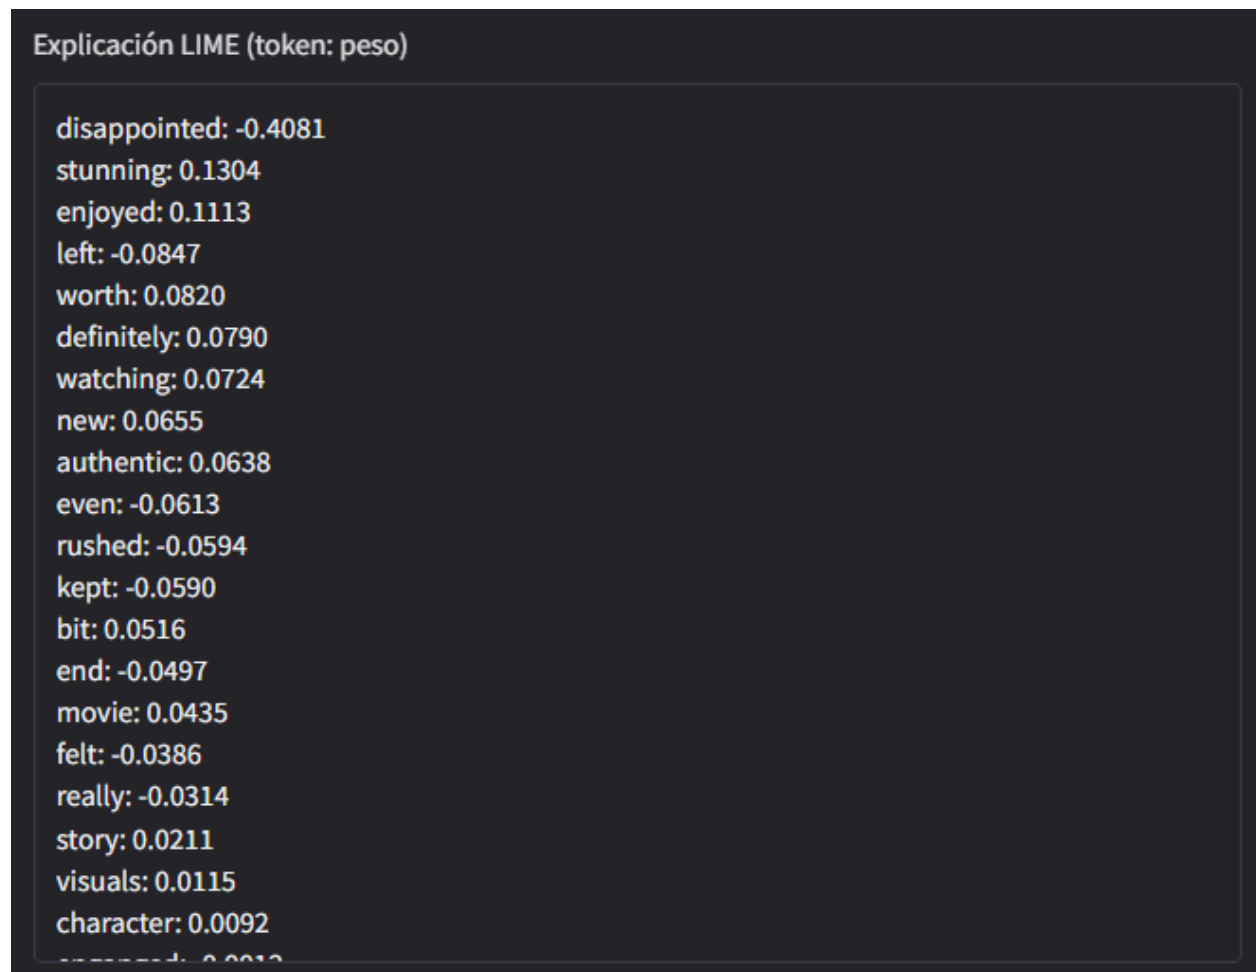 Explicación LIME (token: peso)
disappointed: -0.4081
stunning: 0.1304
enjoyed: 0.1113
left: -0.0847
worth: 0.0820
definitely: 0.0790
watching: 0.0724
new: 0.0655
authentic: 0.0638
even: -0.0613
rushed: -0.0594
kept: -0.0590
bit: 0.0516
end: -0.0497
movie: 0.0435
felt: -0.0386
really: -0.0314
story: 0.0211
visuals: 0.0115
character: 0.0092